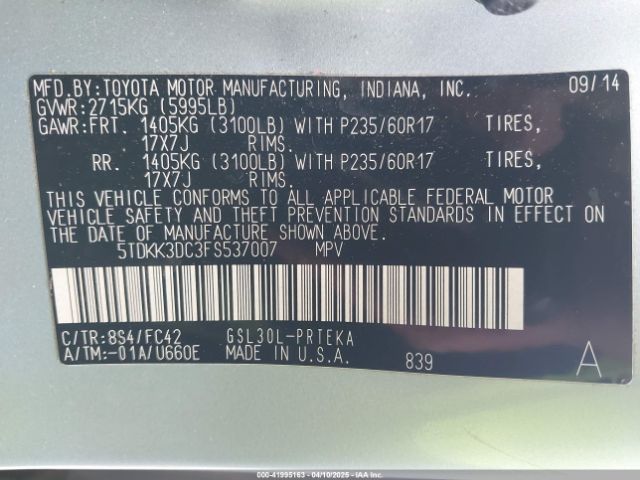 MFD.BY:TOYOTA MOTOR MANUFACTURING, INDIANA, INC. 09/14
GVWR:2715KG (5995LB)
GAWR:FRT. 1405KG (3100LB) WITH P235/60R17 TIRES,
17X7J RIMS.
RR. 1405KG (3100LB) WITH P235/60R17 TIRES,
17X7J RIMS.
THIS VEHICLE CONFORMS TO ALL APPLICABLE FEDERAL MOTOR
VEHICLE SAFETY AND THEFT PREVENTION STANDARDS IN EFFECT ON
THE DATE OF MANUFACTURE SHOWN ABOVE.
5TDKK3DC3FS537007 MPV
C/TR:8S4/FC42 GSL30L-PRTEKA
A/TM:-01A/U660E MADE IN U.S.A. 839 A
000-41995163 - 04/10/2025 - IAAI.COM